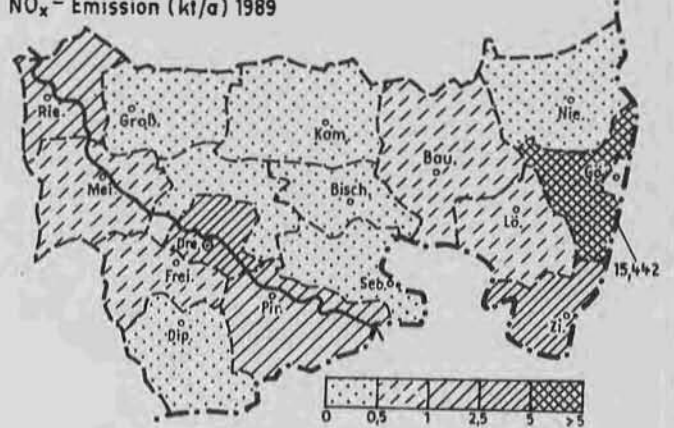 NOx - Emission (kt/a) 1989
Rie.
Groß.
Kam.
Nie.
Mei.
Bisch.
Bau.
Gö.
Lö.
Dre.
Frei.
Seb.
15,442
Pir.
Dip.
Zi.
0 0,5 1 2,5 5 >5